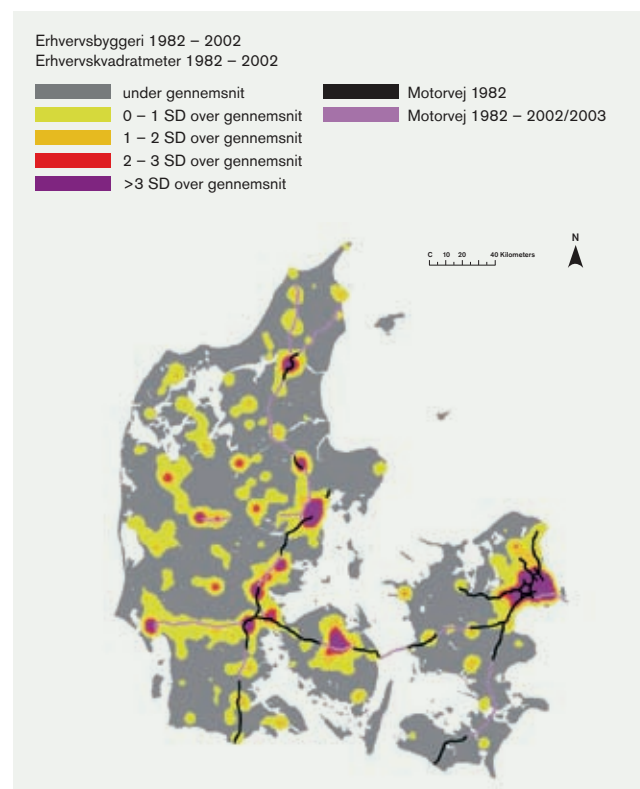 Erhvervsbyggeri 1982 – 2002
Erhvervskvadratmeter 1982 – 2002
under gennemsnit
0 – 1 SD over gennemsnit
1 – 2 SD over gennemsnit
2 – 3 SD over gennemsnit
>3 SD over gennemsnit
Motorvej 1982
Motorvej 1982 – 2002/2003
N
C 10 20 40 Kilometers